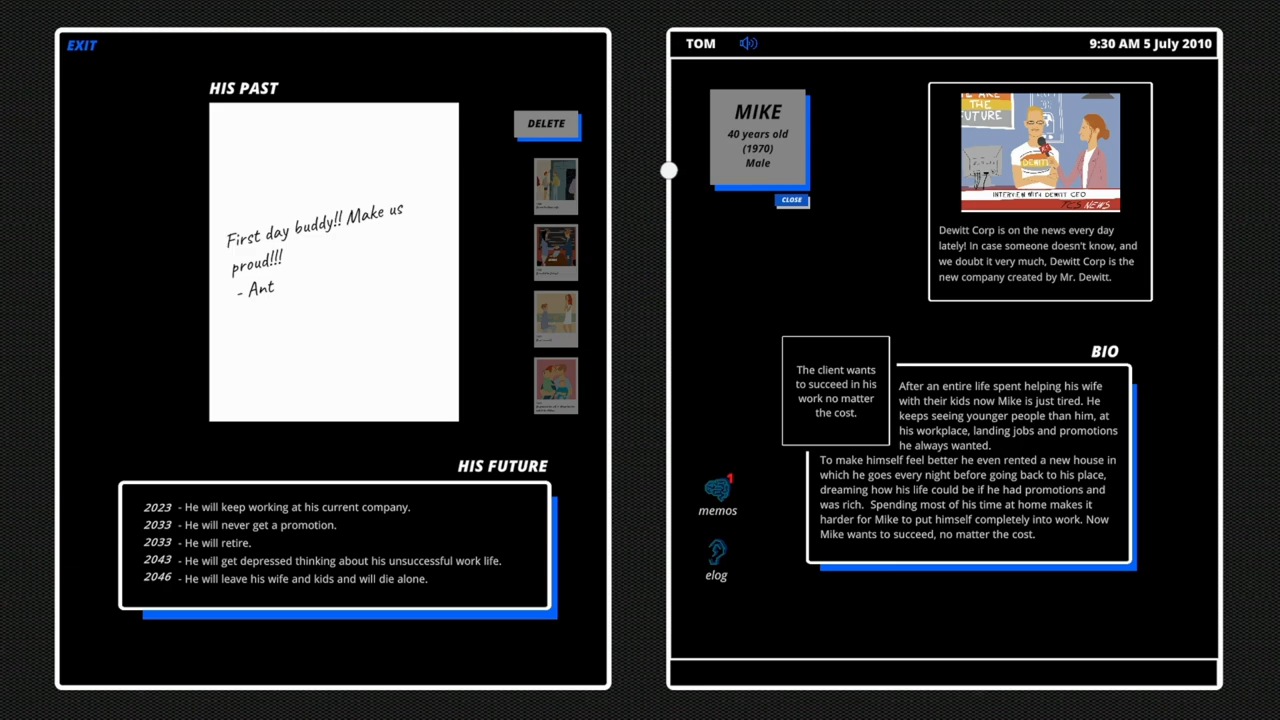 EXIT
HIS PAST
DELETE
First day buddy!! Make us
proud!!!
- Ant
HIS FUTURE
2023 - He will keep working at his current company.
2033 - He will never get a promotion.
2033 - He will retire.
2043 - He will get depressed thinking about his unsuccessful work life.
2046 - He will leave his wife and kids and will die alone.
TOM
9:30 AM 5 July 2010
MIKE
40 years old
(1970)
Male
CLOSE
WE ARE
THE
FUTURE
DEWITT
INTERVIEW WITH DEWITT CEO
NEWS
Dewitt Corp is on the news every day
lately! In case someone doesn't know, and
we doubt it very much, Dewitt Corp is the
new company created by Mr. Dewitt.
The client wants
to succeed in his
work no matter
the cost.
BIO
After an entire life spent helping his wife
with their kids now Mike is just tired. He
keeps seeing younger people than him, at
his workplace, landing jobs and promotions
he always wanted.
To make himself feel better he even rented a new house in
which he goes every night before going back to his place,
dreaming how his life could be if he had promotions and
was rich. Spending most of his time at home makes it
harder for Mike to put himself completely into work. Now
Mike wants to succeed, no matter the cost.
1
memos
elog